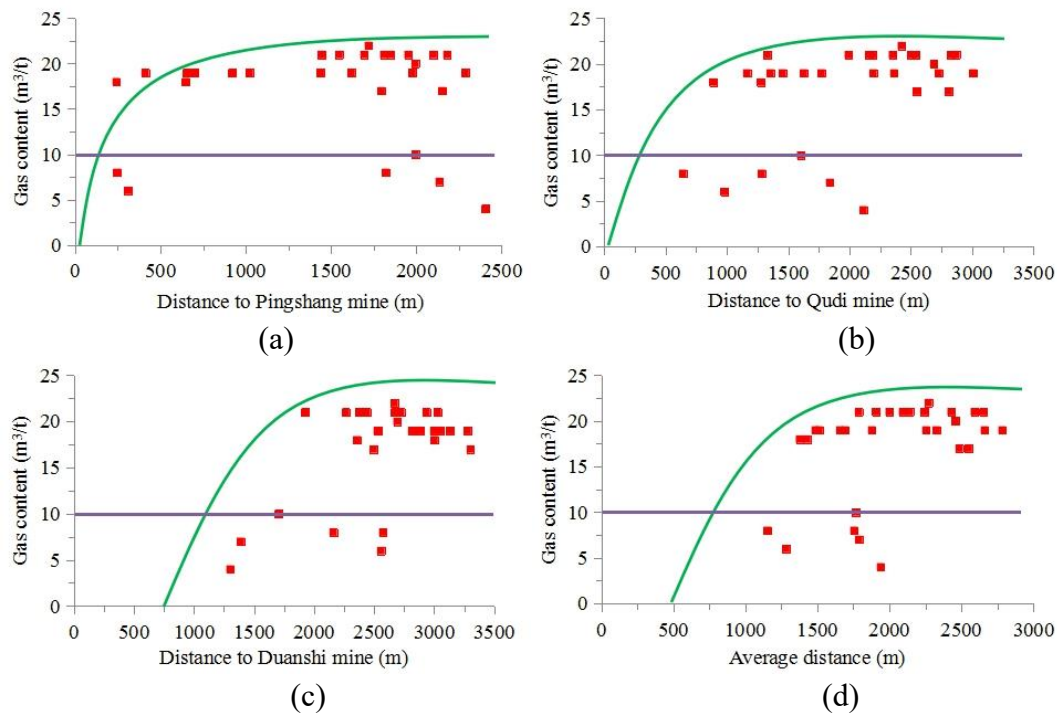 25
20
15
10
5
0
Gas content (m³/t)
0 500 1000 1500 2000 2500
Distance to Pingshang mine (m)
(a)
25
20
15
10
5
0
Gas content (m³/t)
0 500 1000 1500 2000 2500 3000 3500
Distance to Qudi mine (m)
(b)
25
20
15
10
5
0
Gas content (m³/t)
0 500 1000 1500 2000 2500 3000 3500
Distance to Duanshi mine (m)
(c)
25
20
15
10
5
0
Gas content (m³/t)
0 500 1000 1500 2000 2500 3000
Average distance (m)
(d)